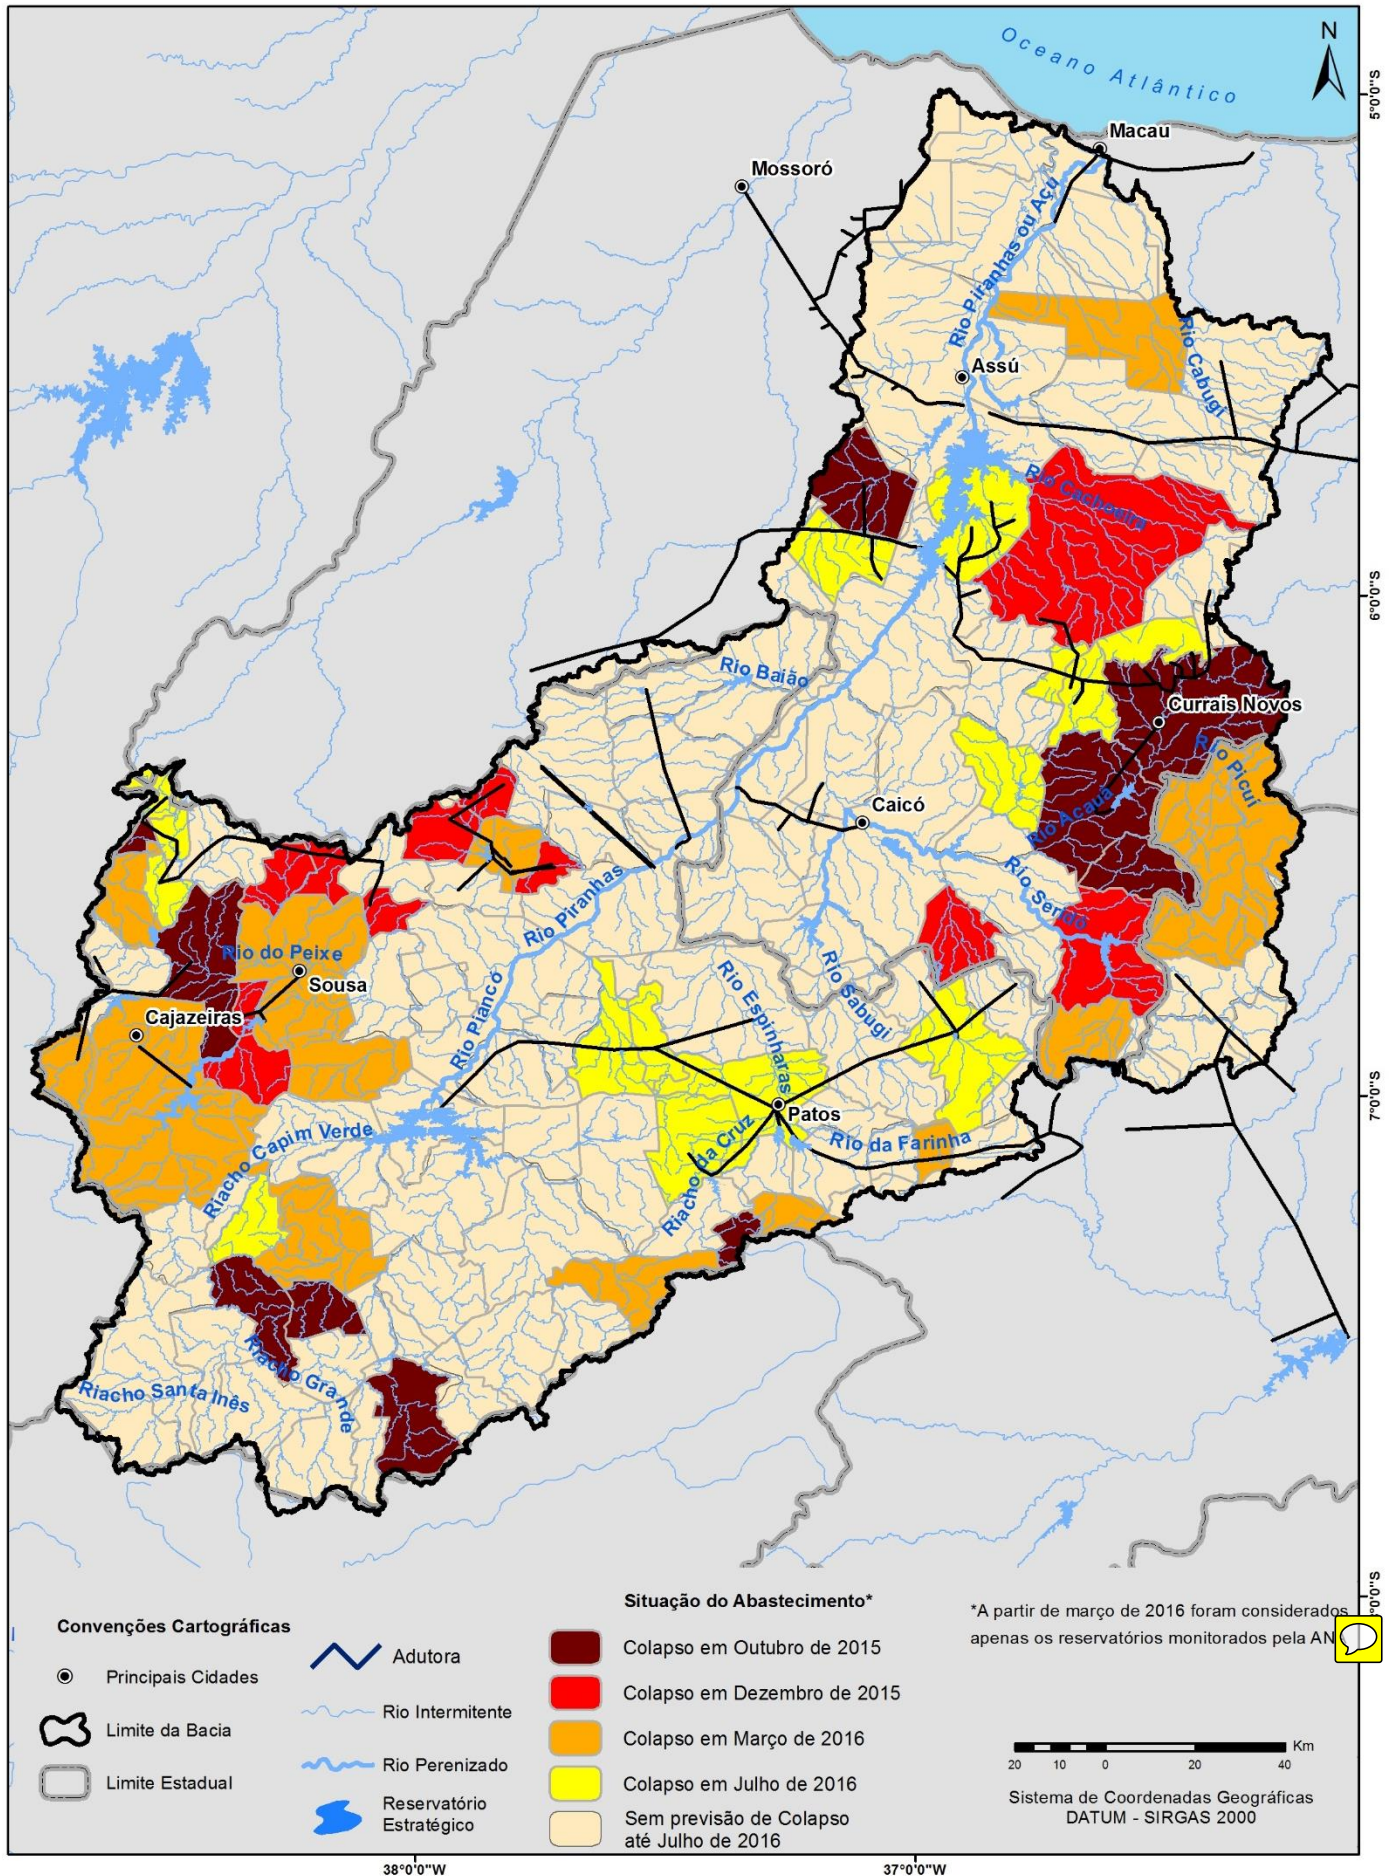 Oceano Atlântico
N
5°0'0"S
Macau
Mossoró
Rio Piranhas ou Açu
Rio Cabugi
Assú
Rio Cachoeira
6°0'0"S
Rio Baião
Currais Novos
Rio Picuí
Rio Acauã
Caicó
Rio Seridó
Rio Piranhas
Rio do Peixe
Sousa
Rio Espinharas
Rio Sabugi
Cajazeiras
Rio Piancó
7°0'0"S
Patos
Rio da Farinha
Riacho da Cruz
Riacho Capim Verde
Riacho Grande
Riacho Santa Inês
Convenções Cartográficas
Principais Cidades
Limite da Bacia
Limite Estadual
Adutora
Rio Intermitente
Rio Perenizado
Reservatório
Estratégico
Situação do Abastecimento*
Colapso em Outubro de 2015
Colapso em Dezembro de 2015
Colapso em Março de 2016
Colapso em Julho de 2016
Sem previsão de Colapso
até Julho de 2016
*A partir de março de 2016 foram considerados
apenas os reservatórios monitorados pela
Km
20 10 0 20 40
Sistema de Coordenadas Geográficas
DATUM - SIRGAS 2000
°0'0"S
38°0'0"W
37°0'0"W